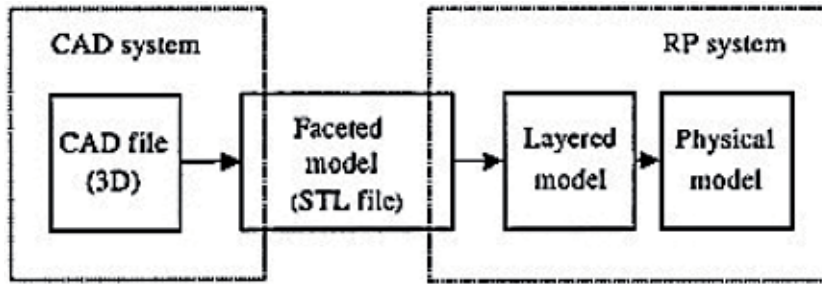 CAD system
RP system
CAD file
(3D)
Faceted
model
(STL file)
Layered
model
Physical
model